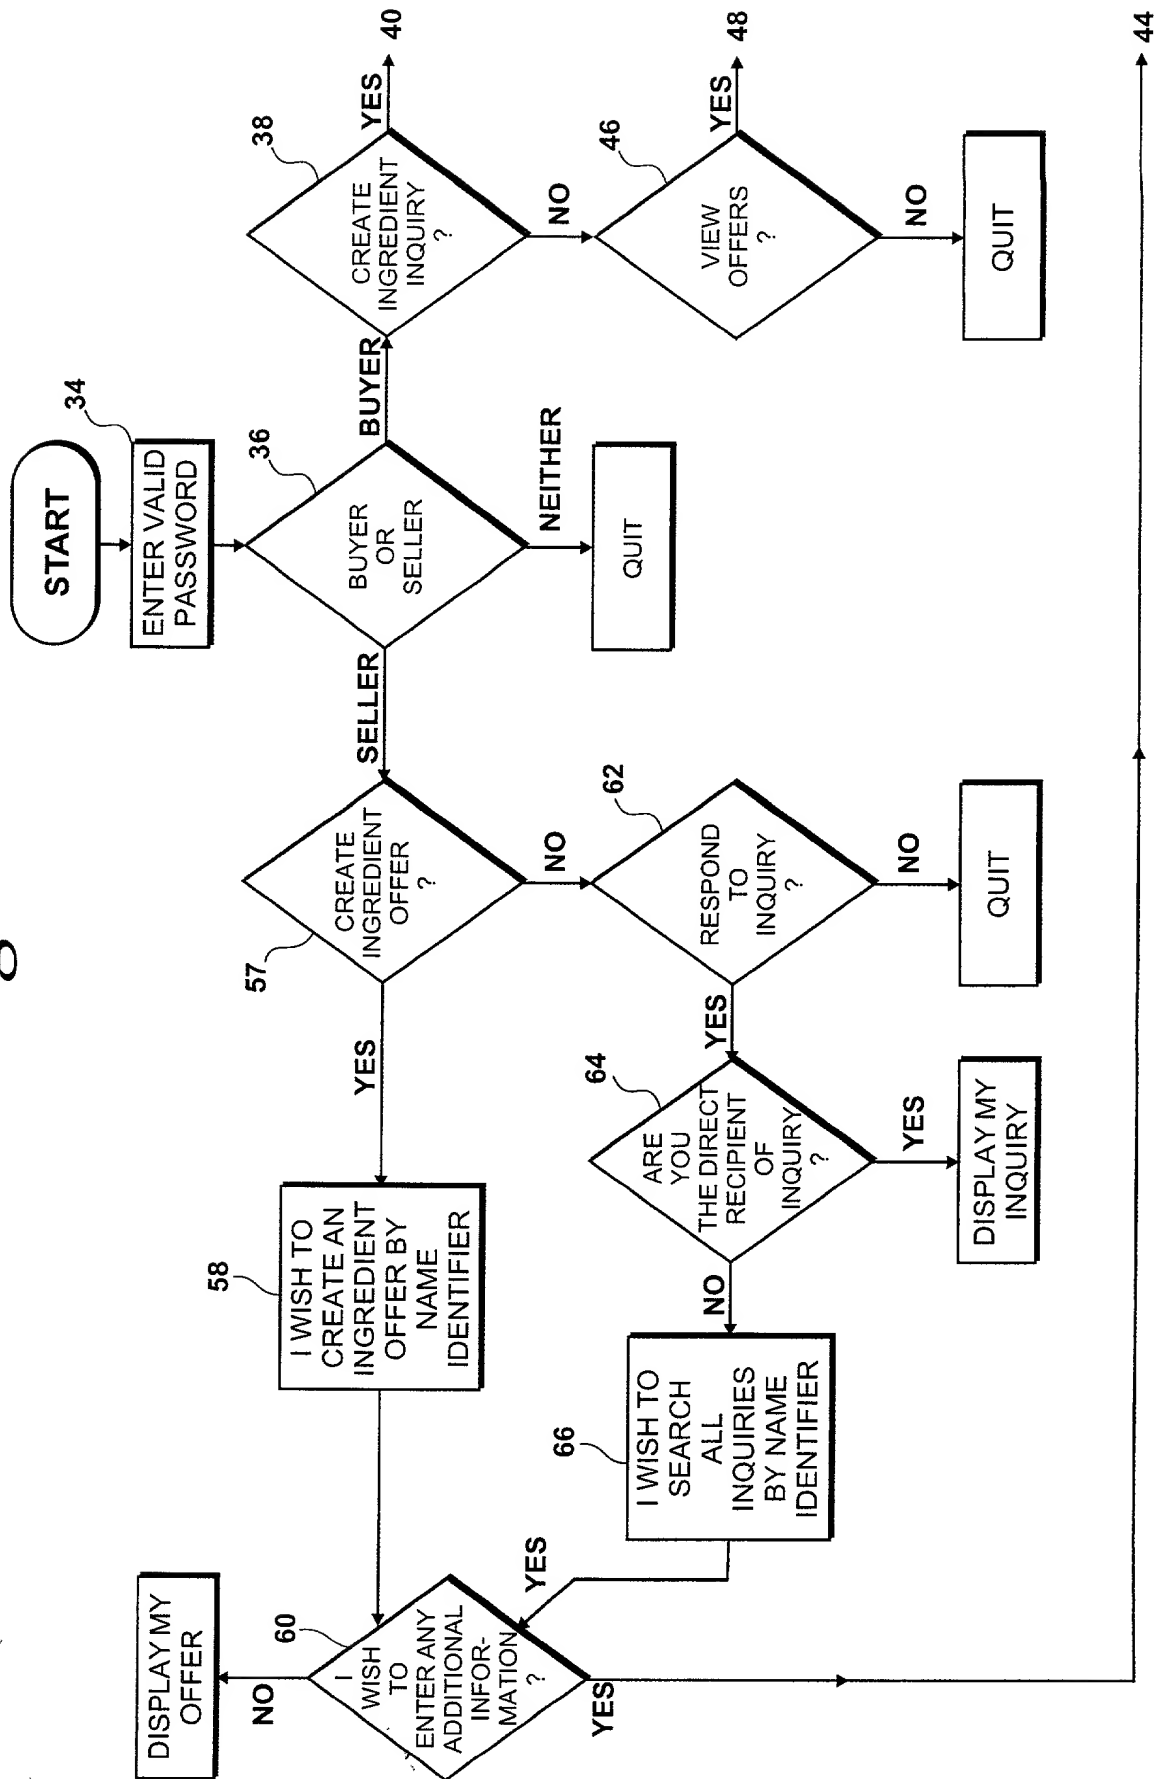 START
34
ENTER VALID
PASSWORD
36
BUYER
OR
SELLER
BUYER
38
CREATE
INGREDIENT
INQUIRY
?
YES
40
NO
46
VIEW
OFFERS
?
YES
48
NO
QUIT
NEITHER
QUIT
SELLER
57
CREATE
INGREDIENT
OFFER
?
NO
62
RESPOND
TO
INQUIRY
?
NO
QUIT
YES
64
ARE
YOU
THE DIRECT
RECIPIENT
OF
INQUIRY
?
YES
DISPLAY MY
INQUIRY
NO
66
I WISH TO
SEARCH
ALL
INQUIRIES
BY NAME
IDENTIFIER
YES
YES
58
I WISH TO
CREATE AN
INGREDIENT
OFFER BY
NAME
IDENTIFIER
60
I
WISH
TO
ENTER ANY
ADDITIONAL
INFOR-
MATION
?
NO
DISPLAY MY
OFFER
YES
44